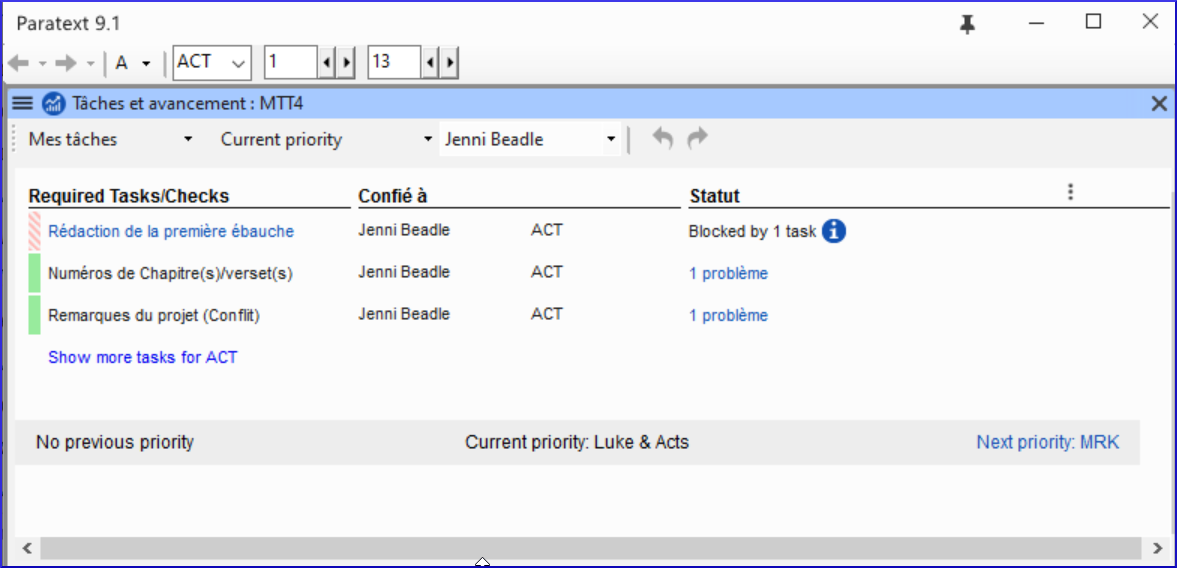 Paratext 9.1
A ACT 1 13
Tâches et avancement : MTT4
Mes tâches Current priority Jenni Beadle
Required Tasks/Checks Confié à Statut
Rédaction de la première ébauche Jenni Beadle ACT Blocked by 1 task
Numéros de Chapitre(s)/verset(s) Jenni Beadle ACT 1 problème
Remarques du projet (Conflit) Jenni Beadle ACT 1 problème
Show more tasks for ACT
No previous priority Current priority: Luke & Acts Next priority: MRK